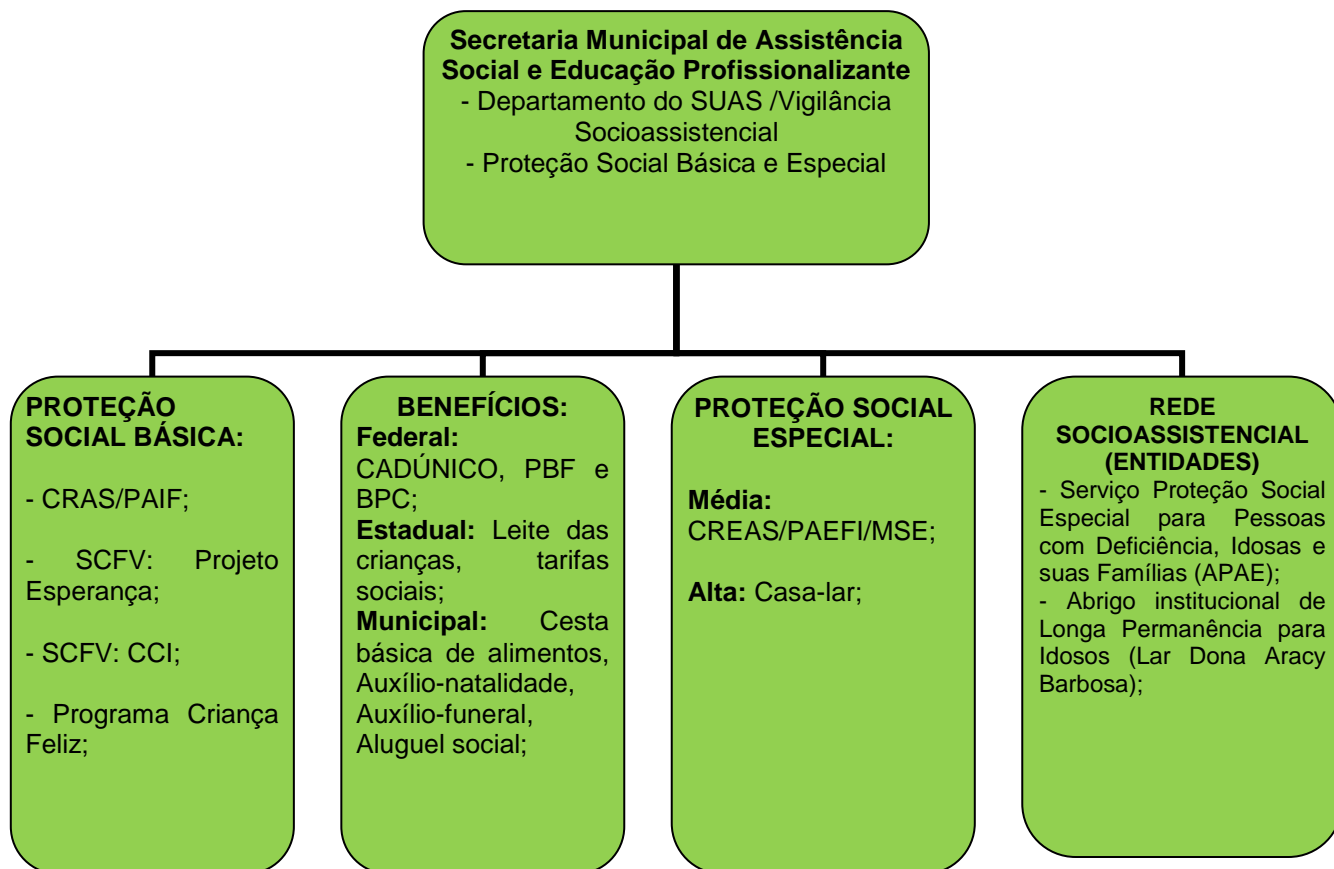 Secretaria Municipal de Assistência
Social e Educação Profissionalizante
- Departamento do SUAS /Vigilância
Socioassistencial
- Proteção Social Básica e Especial
PROTEÇÃO
SOCIAL BÁSICA:
- CRAS/PAIF;
- SCFV: Projeto
Esperança;
- SCFV: CCI;
- Programa Criança
Feliz;
BENEFÍCIOS:
Federal:
CADÚNICO, PBF e
BPC;
Estadual: Leite das
crianças, tarifas
sociais;
Municipal: Cesta
básica de alimentos,
Auxílio-natalidade,
Auxílio-funeral,
Aluguel social;
PROTEÇÃO SOCIAL
ESPECIAL:
Média:
CREAS/PAEFI/MSE;
Alta: Casa-lar;
REDE
SOCIOASSISTENCIAL
(ENTIDADES)
- Serviço Proteção Social
Especial para Pessoas
com Deficiência, Idosas e
suas Famílias (APAE);
- Abrigo institucional de
Longa Permanência para
Idosos (Lar Dona Aracy
Barbosa);